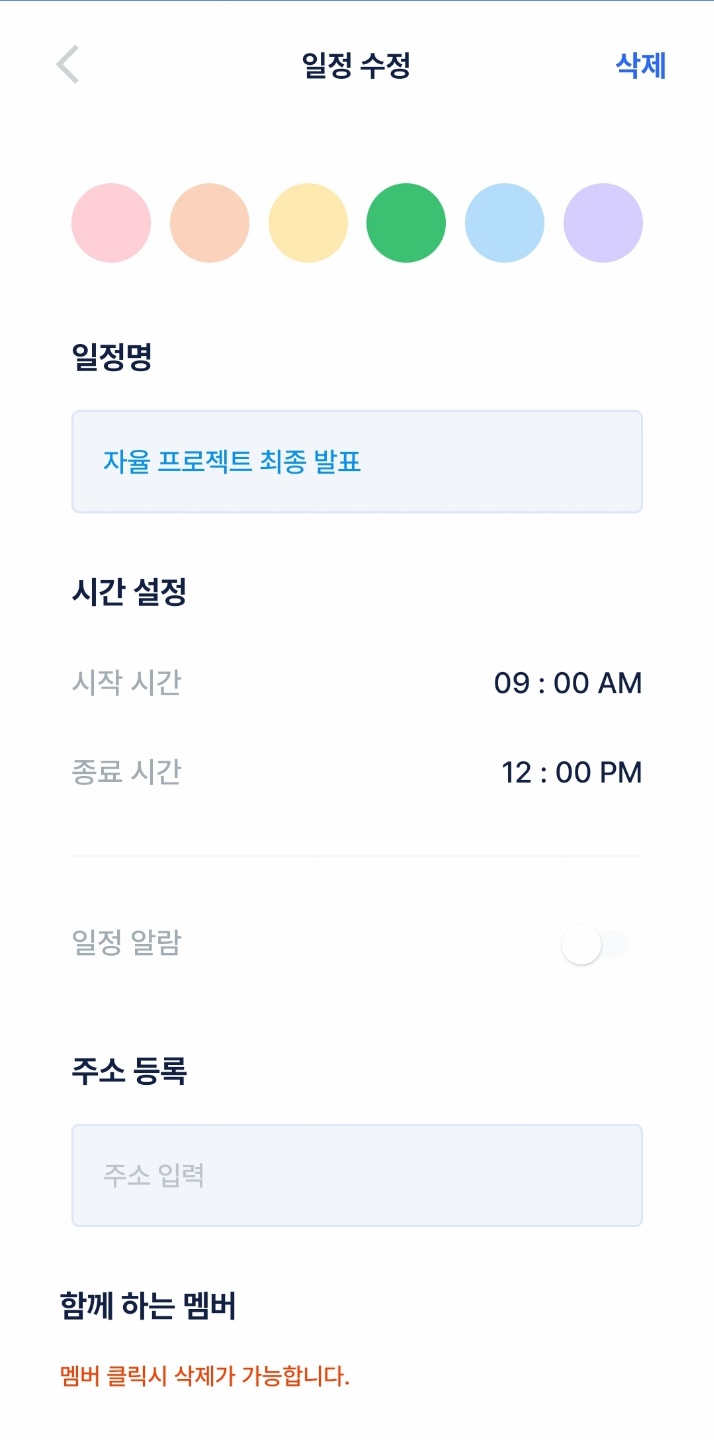 일정 수정
삭제
일정명
자율 프로젝트 최종 발표
시간 설정
시작 시간
09 : 00 AM
종료 시간
12 : 00 PM
일정 알람
주소 등록
주소 입력
함께 하는 멤버
멤버 클릭시 삭제가 가능합니다.